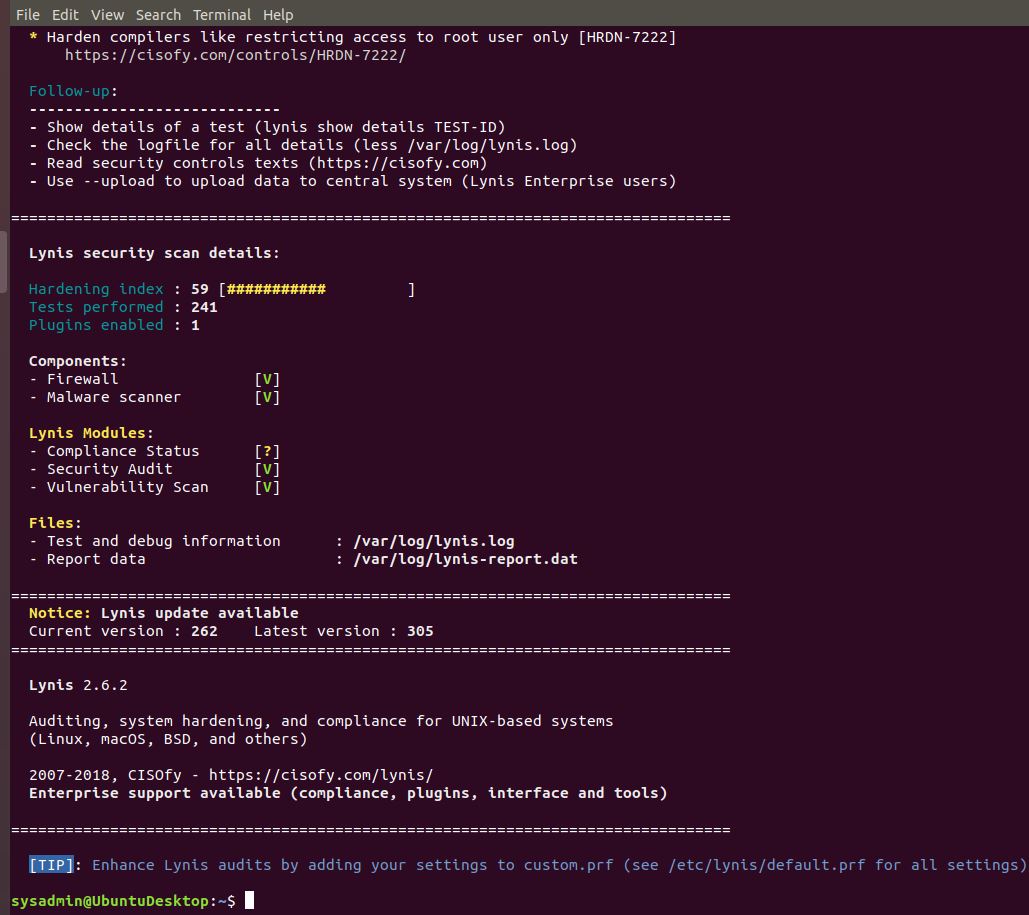 File Edit View Search Terminal Help
* Harden compilers like restricting access to root user only [HRDN-7222]
https://cisofy.com/controls/HRDN-7222/
Follow-up:
----------------------------
- Show details of a test (lynis show details TEST-ID)
- Check the logfile for all details (less /var/log/lynis.log)
- Read security controls texts (https://cisofy.com)
- Use --upload to upload data to central system (Lynis Enterprise users)
================================================================================
Lynis security scan details:
Hardening index : 59 [###########         ]
Tests performed : 241
Plugins enabled : 1
Components:
- Firewall               [V]
- Malware scanner        [V]
Lynis Modules:
- Compliance Status      [?]
- Security Audit         [V]
- Vulnerability Scan     [V]
Files:
- Test and debug information      : /var/log/lynis.log
- Report data                     : /var/log/lynis-report.dat
================================================================================
Notice: Lynis update available
Current version : 262    Latest version : 305
================================================================================
Lynis 2.6.2
Auditing, system hardening, and compliance for UNIX-based systems
(Linux, macOS, BSD, and others)
2007-2018, CISOfy - https://cisofy.com/lynis/
Enterprise support available (compliance, plugins, interface and tools)
================================================================================
[TIP]: Enhance Lynis audits by adding your settings to custom.prf (see /etc/lynis/default.prf for all settings)
sysadmin@UbuntuDesktop:~$